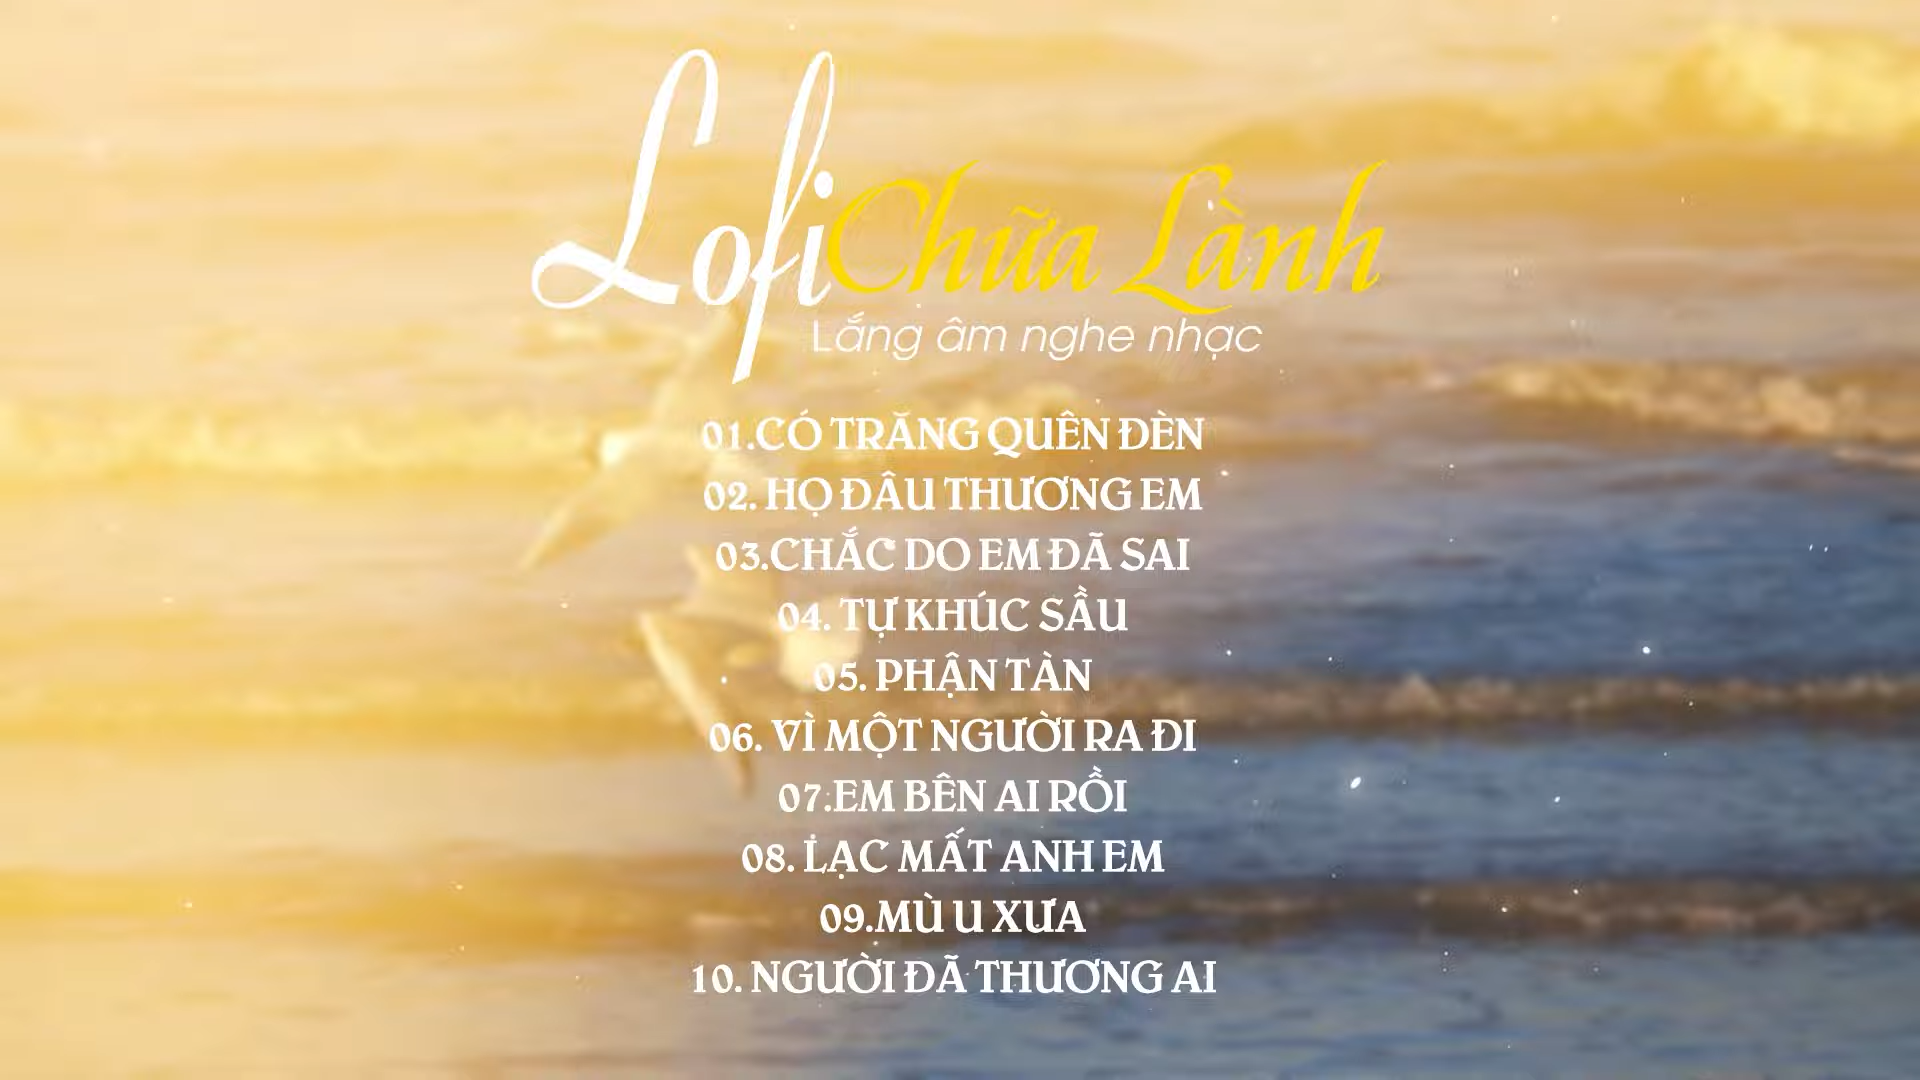 Lofi Chữa Lành
Lắng âm nghe nhạc
01.CÓ TRĂNG QUÊN ĐÈN
02. HỌ ĐÂU THƯƠNG EM
03.CHẮC DO EM ĐÃ SAI
04. TỰ KHÚC SẦU
05. PHẬN TÀN
06. VÌ MỘT NGƯỜI RA ĐI
07.EM BÊN AI RỒI
08. LẠC MẤT ANH EM
09.MÙ U XƯA
10. NGƯỜI ĐÃ THƯƠNG AI